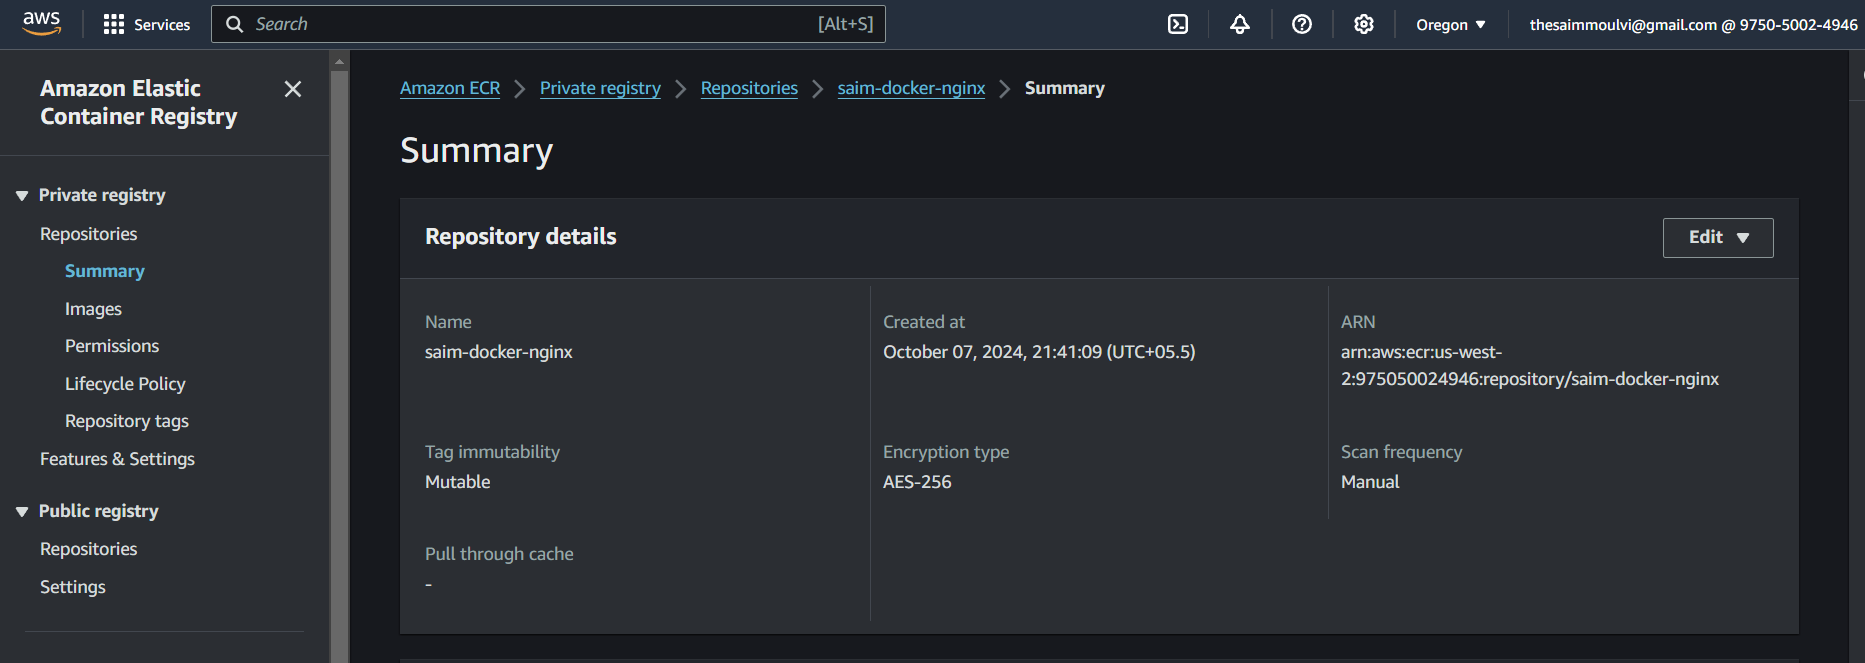 aws
Services
Search
[Alt+S]
Oregon
thesaimmoulvi@gmail.com @ 9750-5002-4946
Amazon Elastic
Container Registry
Private registry
Repositories
Summary
Images
Permissions
Lifecycle Policy
Repository tags
Features & Settings
Public registry
Repositories
Settings
Amazon ECR
Private registry
Repositories
saim-docker-nginx
Summary
Summary
Repository details
Edit
Name
saim-docker-nginx
Created at
October 07, 2024, 21:41:09 (UTC+05.5)
ARN
arn:aws:ecr:us-west-
2:975050024946:repository/saim-docker-nginx
Tag immutability
Mutable
Encryption type
AES-256
Scan frequency
Manual
Pull through cache
-